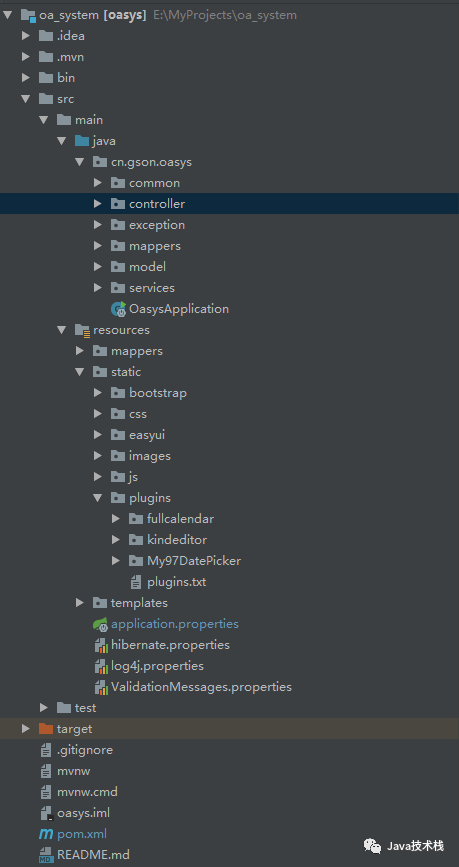 oa_system [oasys] E:\MyProjects\oa_system
.idea
.mvn
bin
src
main
java
cn.gson.oasys
common
controller
exception
mappers
model
services
OasysApplication
resources
mappers
static
bootstrap
css
easyui
images
js
plugins
fullcalendar
kindeditor
My97DatePicker
plugins.txt
templates
application.properties
hibernate.properties
log4j.properties
ValidationMessages.properties
test
target
.gitignore
mvnw
mvnw.cmd
oasys.iml
pom.xml
README.md
Java技术栈